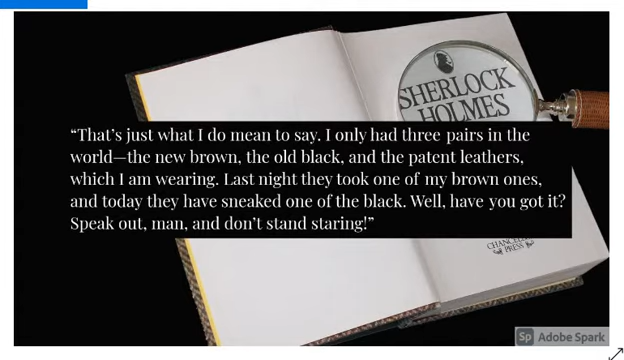 SHERLOCK
HOLMES
“That’s just what I do mean to say. I only had three pairs in the
world—the new brown, the old black, and the patent leathers,
which I am wearing. Last night they took one of my brown ones,
and today they have sneaked one of the black. Well, have you got it?
Speak out, man, and don’t stand staring!”
CHANCELLOR
PRESS
Sp Adobe Spark